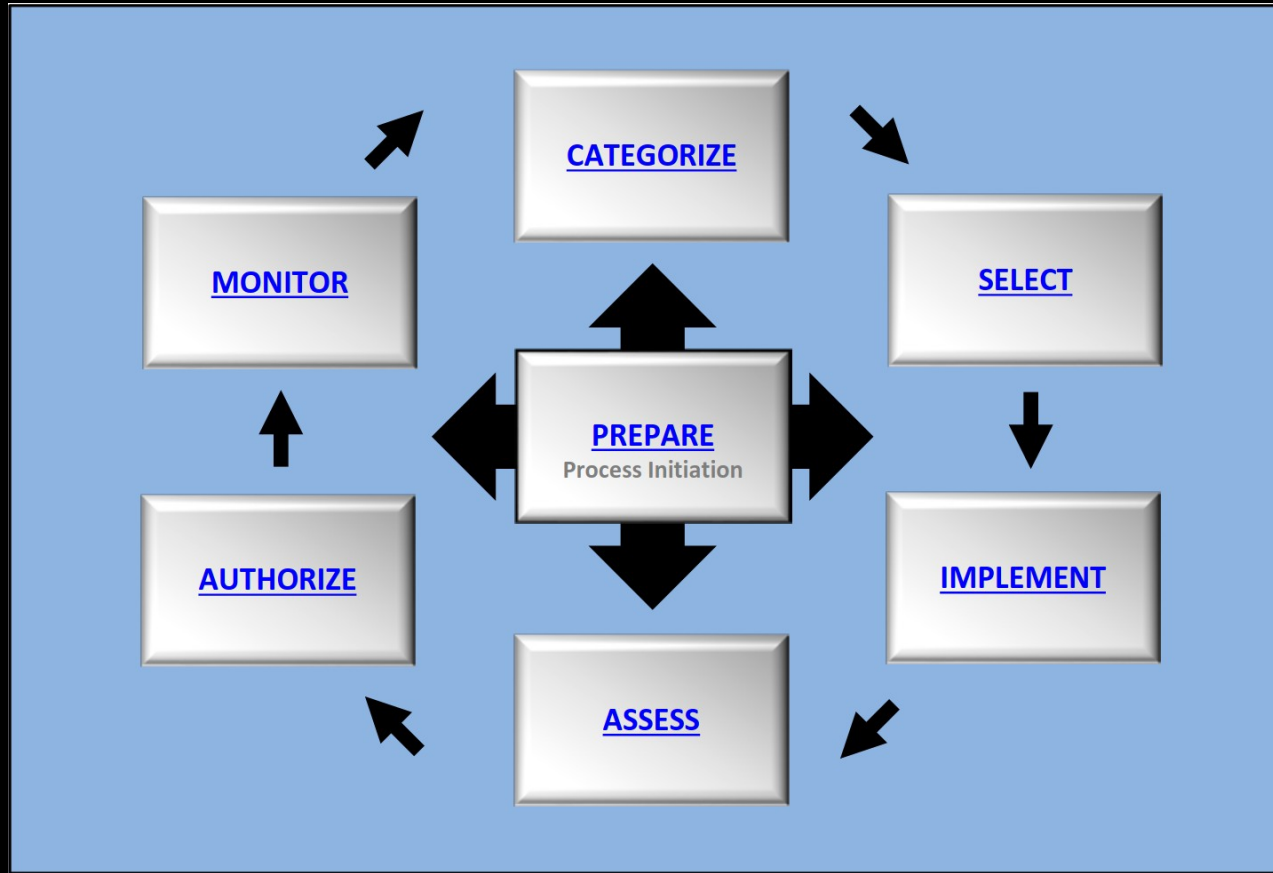 CATEGORIZE
SELECT
IMPLEMENT
ASSESS
AUTHORIZE
MONITOR
PREPARE
Process Initiation